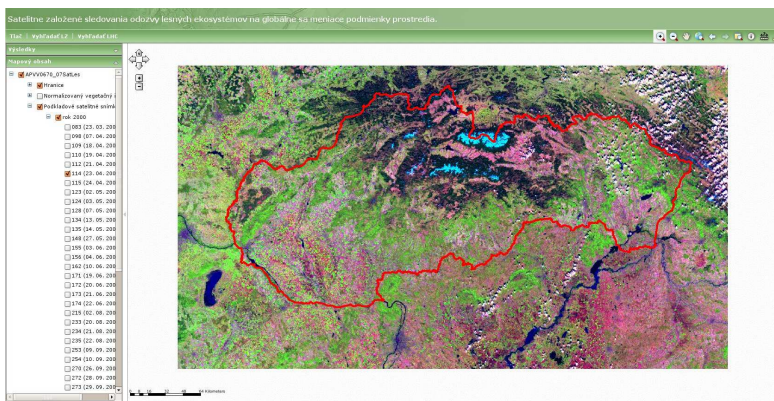 Satelitne založené sledovania odozvy lesných ekosystémov na globálne sa meniace podmienky prostredia.
Tlač | Vyhľadať LZ | Vyhľadať LHC
Výsledky
Mapový obsah
APVV0670_07SatLes
Hranice
Normalizovaný vegetačný i
Podkladové satelitné snímk
rok 2000
083 (23. 03. 200
098 (07. 04. 200
109 (18. 04. 200
110 (19. 04. 200
112 (21. 04. 200
114 (23. 04. 200
115 (24. 04. 200
123 (02. 05. 200
124 (03. 05. 200
128 (07. 05. 200
134 (13. 05. 200
135 (14. 05. 200
148 (27. 05. 200
155 (03. 06. 200
156 (04. 06. 200
162 (10. 06. 200
171 (19. 06. 200
172 (20. 06. 200
173 (21. 06. 200
174 (22. 06. 200
215 (02. 08. 200
233 (20. 08. 200
234 (21. 08. 200
235 (22. 08. 200
253 (09. 09. 200
254 (10. 09. 200
270 (26. 09. 200
272 (28. 09. 200
273 (29. 09. 200
0 8 16 32 48 64 Kilometers